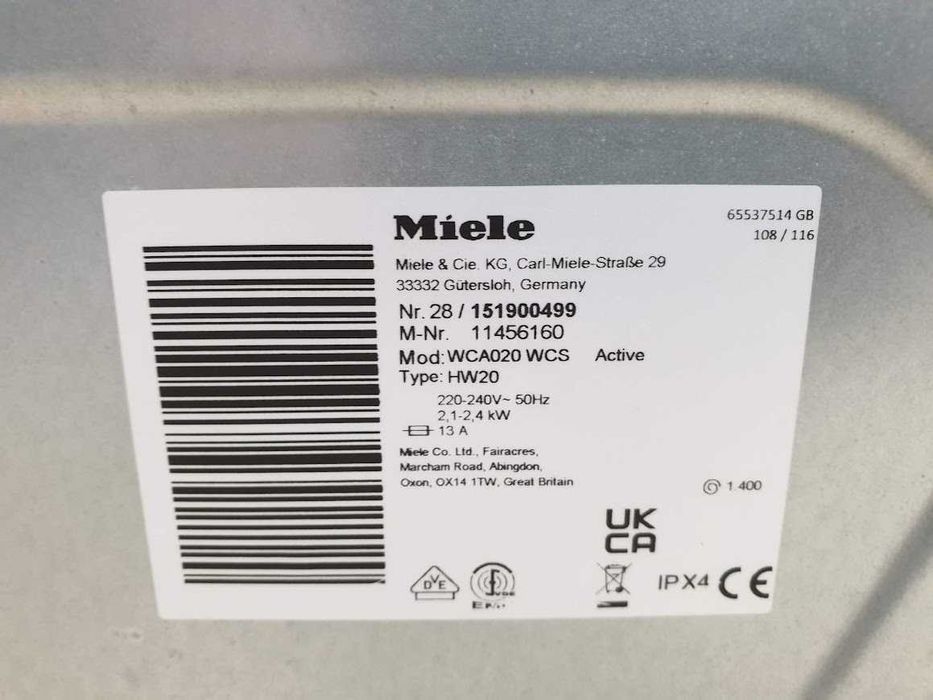 Miele
65537514 GB
108 / 116
Miele & Cie. KG, Carl-Miele-Straße 29
33332 Gütersloh, Germany
Nr. 28 / 151900499
M-Nr. 11456160
Mod: WCA020 WCS Active
Type: HW20
220-240V~ 50Hz
2,1-2,4 kW
13 A
Miele Co. Ltd., Fairacres,
Marcham Road, Abingdon,
Oxon, OX14 1TW, Great Britain
1.400
UK
CA
DVE
VDE
IPX4 CE